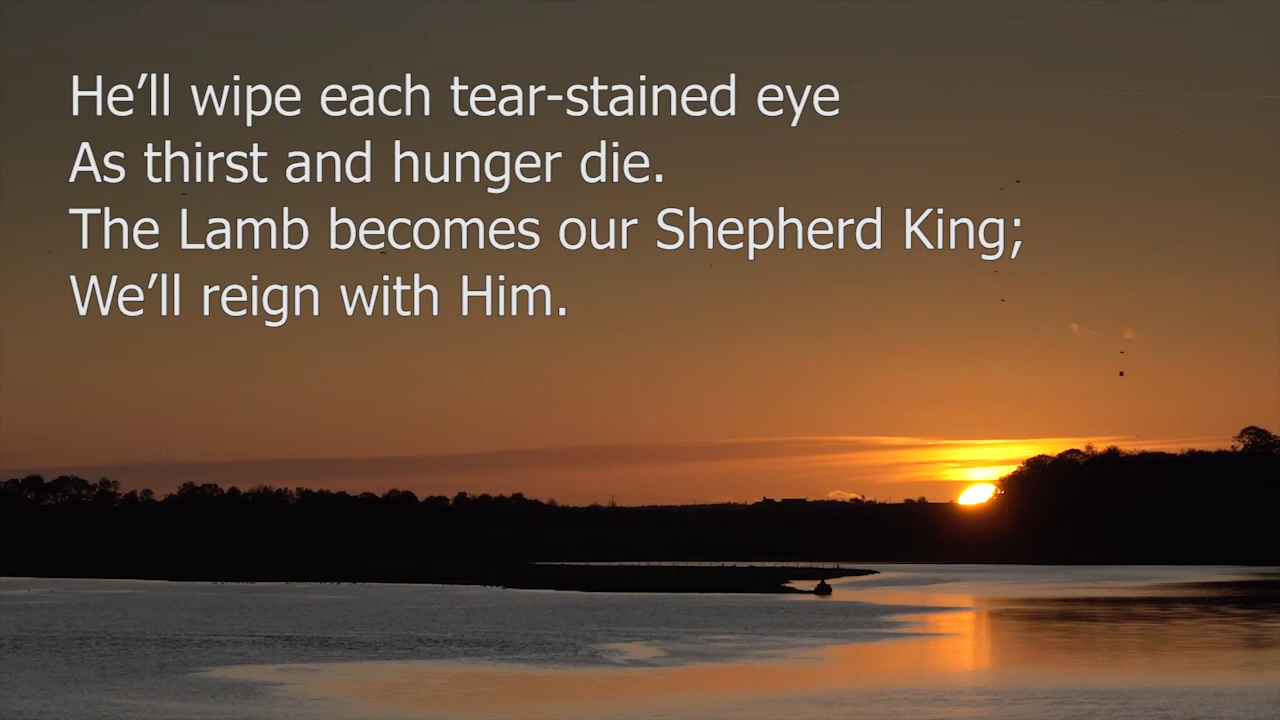 He’ll wipe each tear-stained eye
As thirst and hunger die.
The Lamb becomes our Shepherd King;
We’ll reign with Him.